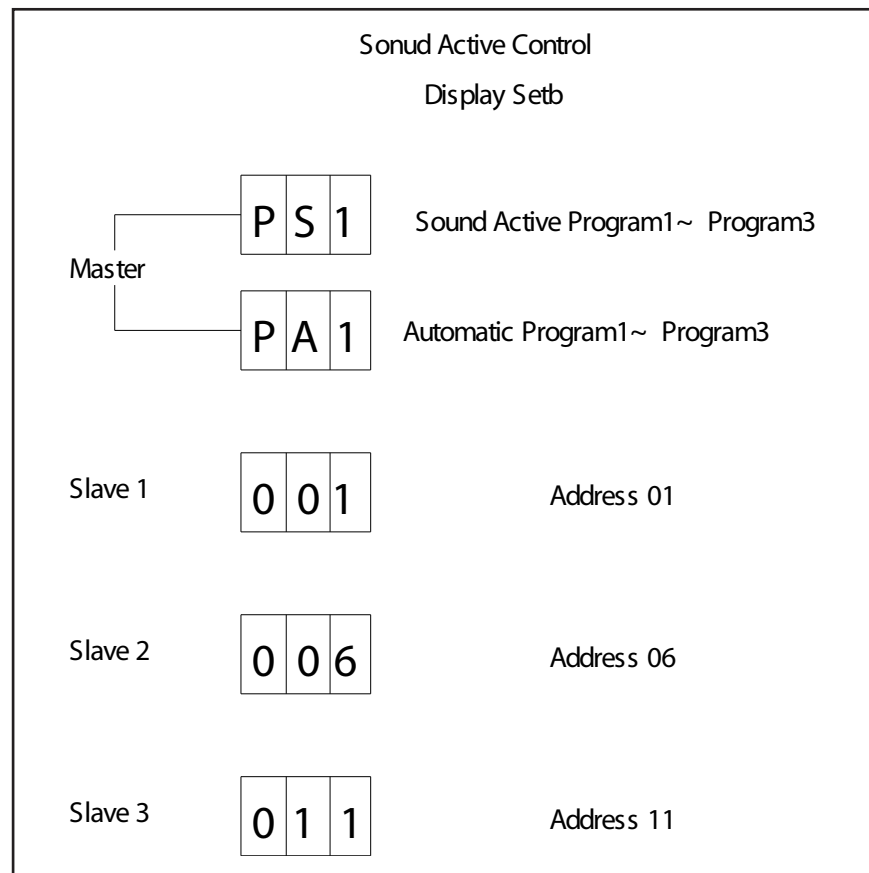 Sonud Active Control
Display Setb
P S 1 Sound Active Program1~ Program3
Master
P A 1 Automatic Program1~ Program3
Slave 1 0 0 1 Address 01
Slave 2 0 0 6 Address 06
Slave 3 0 1 1 Address 11